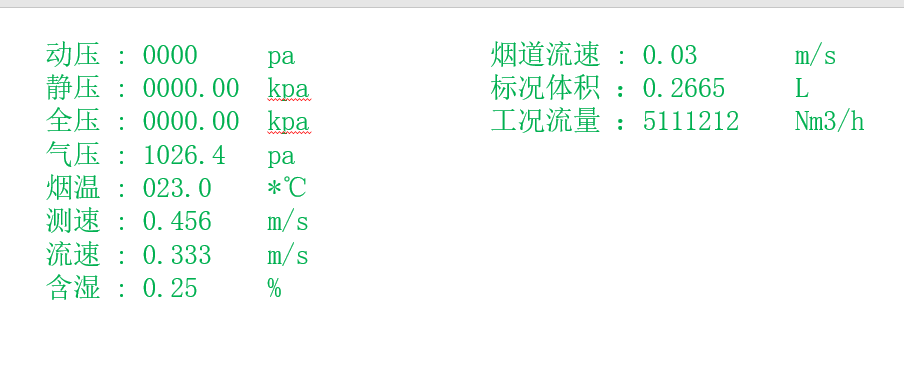 动压 : 0000 pa
静压 : 0000.00 kpa
全压 : 0000.00 kpa
气压 : 1026.4 pa
烟温 : 023.0 *℃
测速 : 0.456 m/s
流速 : 0.333 m/s
含湿 : 0.25 %
烟道流速 : 0.03 m/s
标况体积 : 0.2665 L
工况流量 : 5111212 Nm3/h